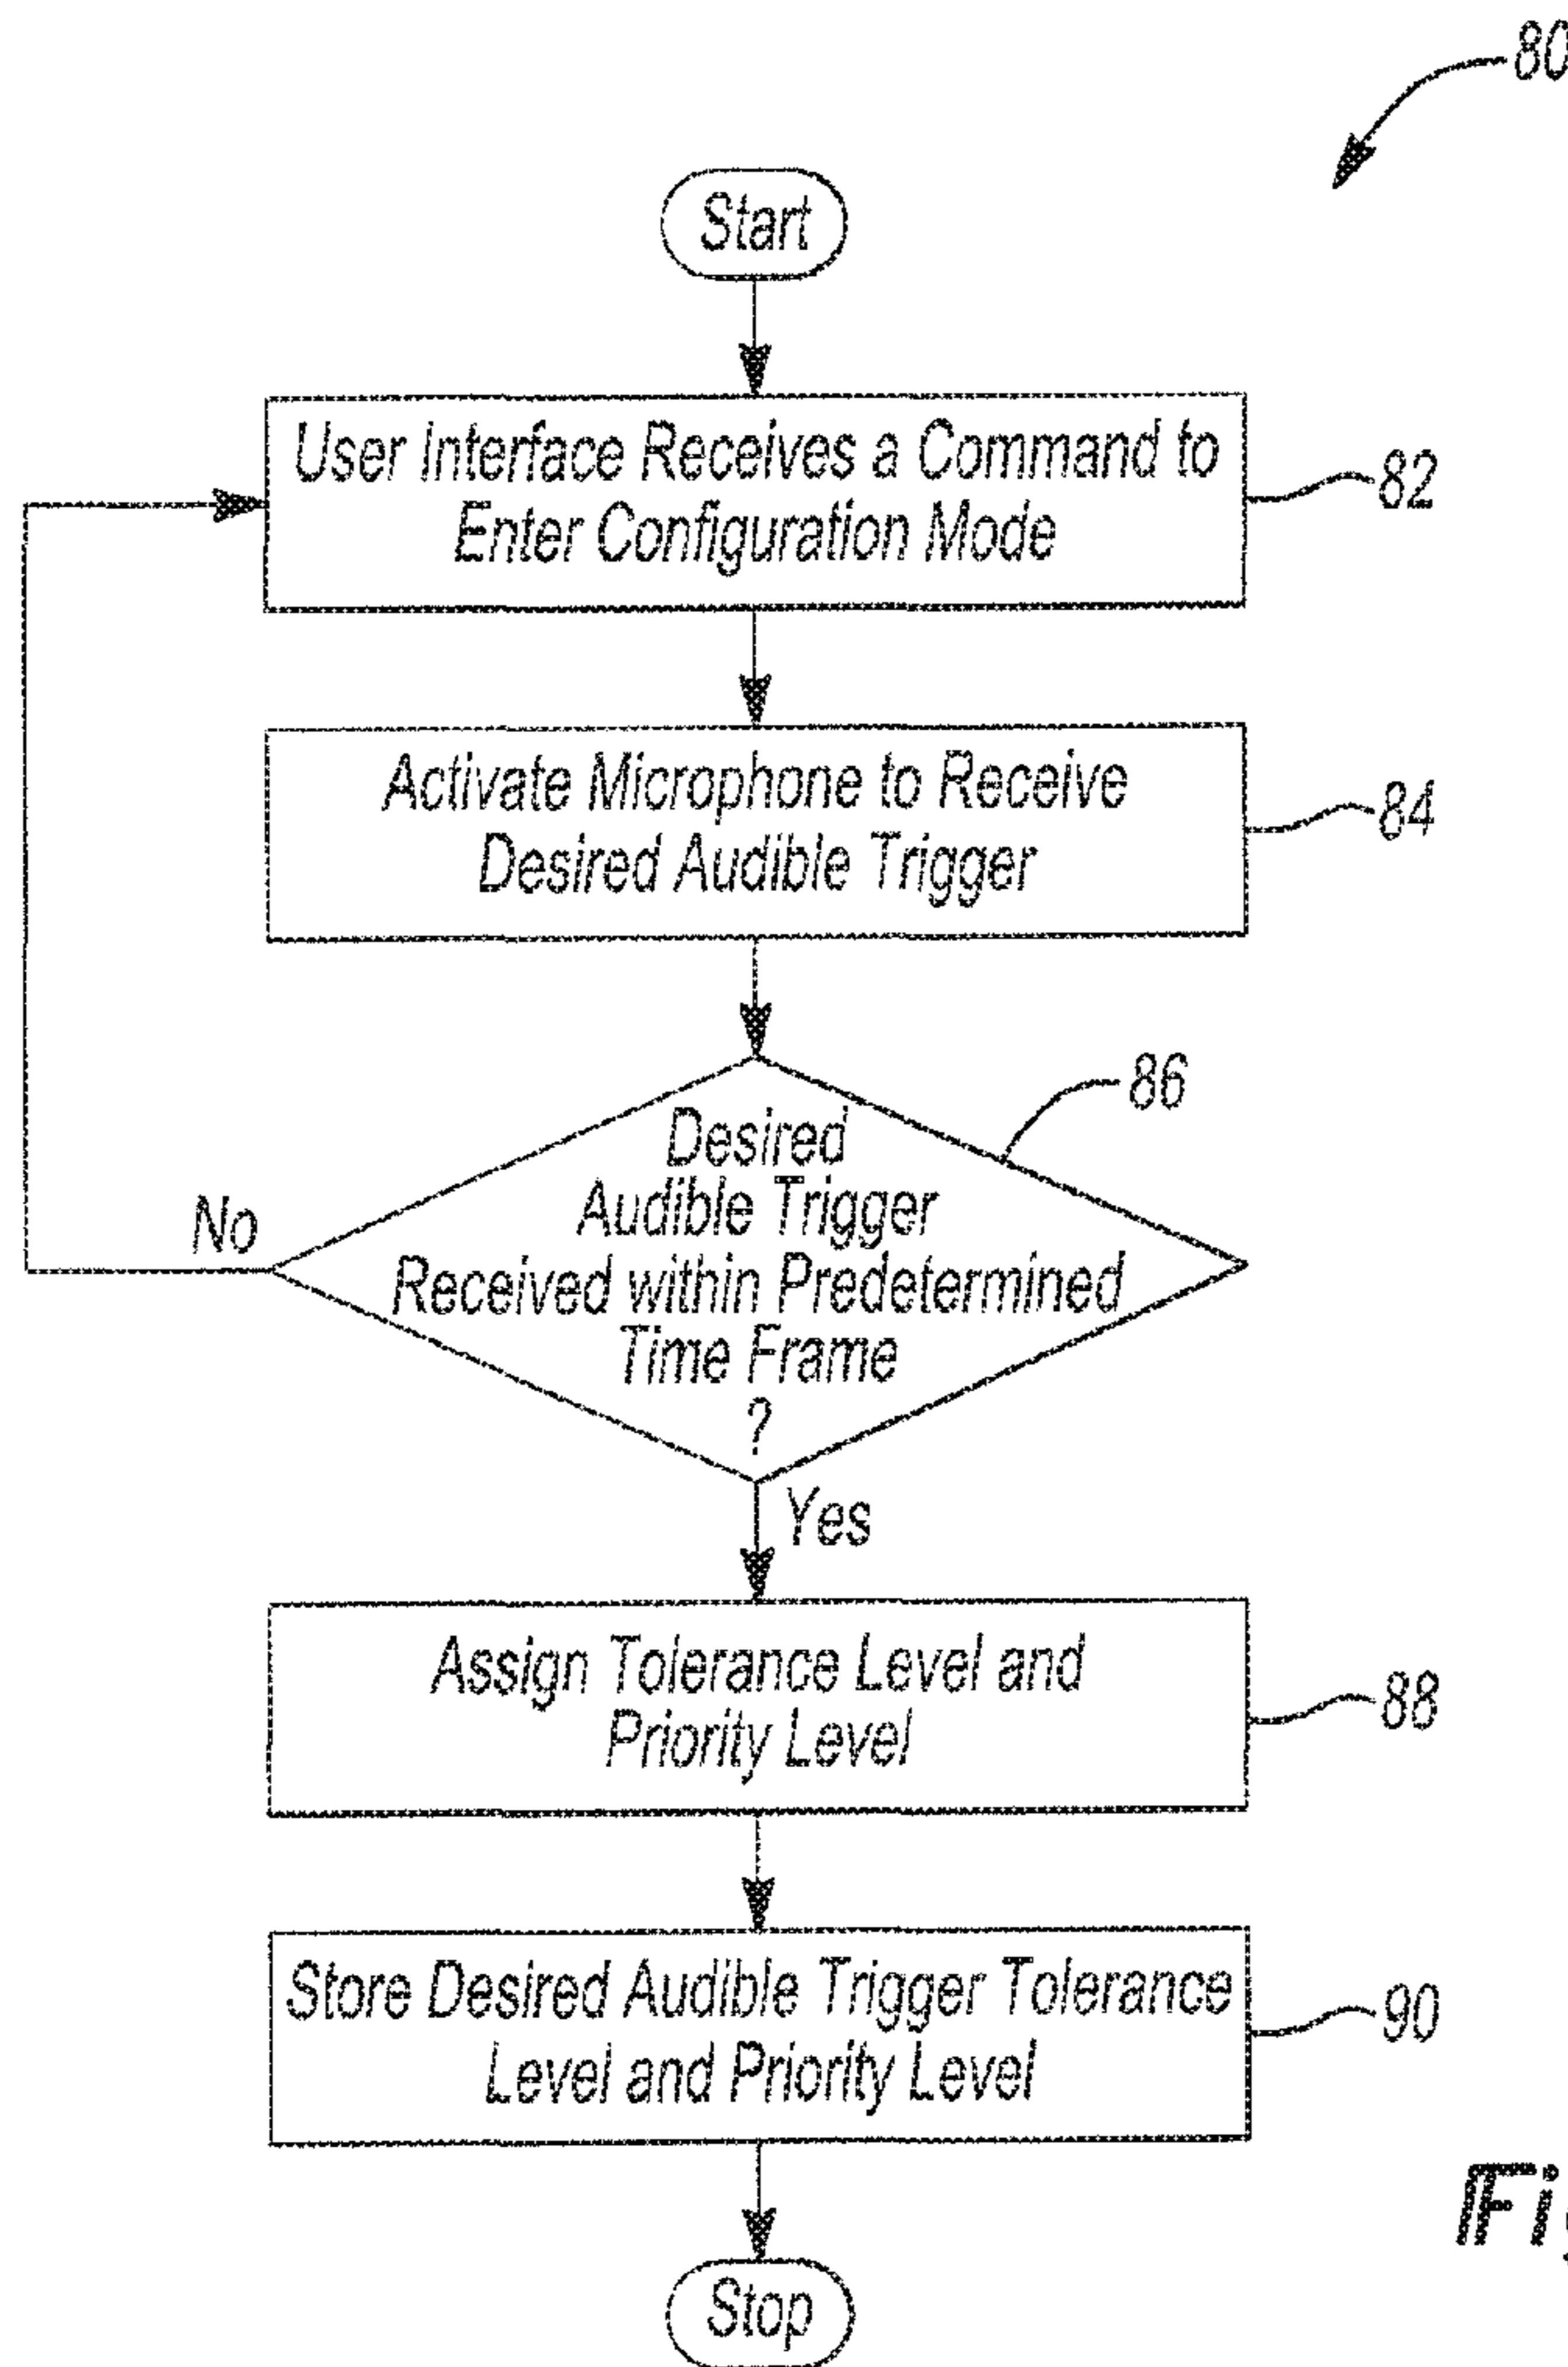 80
Start
User Interface Receives a Command to
Enter Configuration Mode
82
Activate Microphone to Receive
Desired Audible Trigger
84
86
Desired
Audible Trigger
Received within Predetermined
Time Frame
?
No
Yes
Assign Tolerance Level and
Priority Level
88
Store Desired Audible Trigger Tolerance
Level and Priority Level
90
Stop